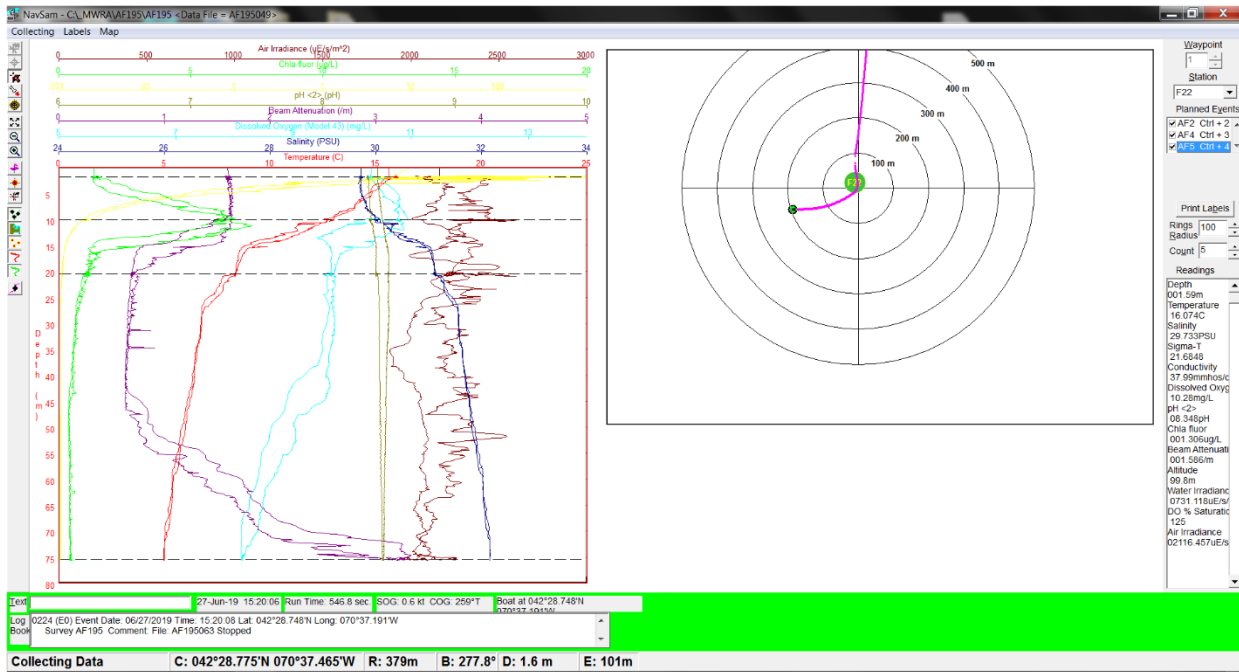 NavSam - C:\_MWRA\AF195\AF195 <Data File = AF195049>
Collecting Labels Map
Air Irradiance (uE/s/m^2)
0 500 1000 1500 2000 2500 3000
Chla fluor (ug/L)
0 5 15 20
pH <2> (pH)
6 7 8 9 10
Beam Attenuation (/m)
0 1 2 3 4 5
Dissolved Oxygen (Model 43) (mg/L)
7 11 13
Salinity (PSU)
24 26 28 30 32 34
Temperature (C)
0 5 10 15 20 25
5
10
15
20
25
30
35
40
45
50
55
60
65
70
75
80
Depth (m)
500 m
400 m
300 m
200 m
100 m
F22
Waypoint
1
Station
F22
Planned Events
AF2 Ctrl + 2
AF4 Ctrl + 3
AF5 Ctrl + 4
Print Labels
Rings Radius 100
Count 5
Readings
Depth
001.59m
Temperature
16.074C
Salinity
29.733PSU
Sigma-T
21.6848
Conductivity
37.99mmhos/c
Dissolved Oxyg
10.28mg/L
pH <2>
08.348pH
Chla fluor
001.306ug/L
Beam Attenuati
001.586/m
Altitude
99.8m
Water Irradianc
0731.118uE/s/
DO % Saturatic
125
Air Irradiance
02116.457uE/s
Text
27-Jun-19 15:20:06 Run Time: 546.8 sec. SOG: 0.6 kt COG: 259°T Boat at 042°28.748'N
070°37.191'W
Log Book
0224 (E0) Event Date: 06/27/2019 Time: 15:20:08 Lat: 042°28.748'N Long: 070°37.191'W
Survey AF195 Comment: File: AF195063 Stopped
Collecting Data C: 042°28.775'N 070°37.465'W R: 379m B: 277.8° D: 1.6 m E: 101m